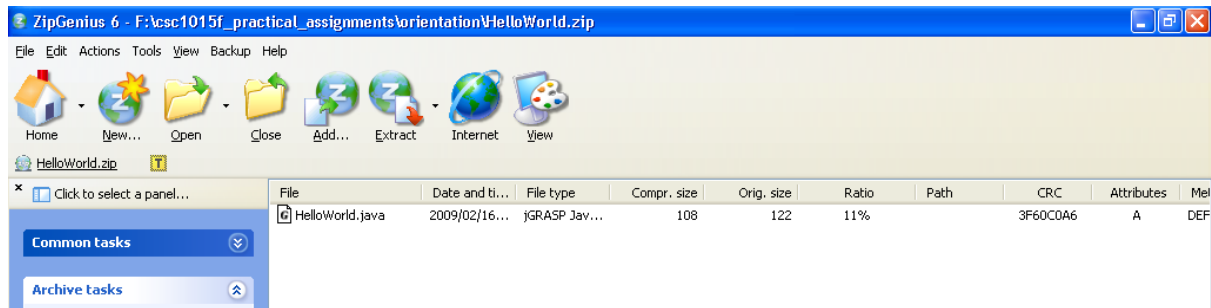 ZipGenius 6 - F:\csc1015f_practical_assignments\orientation\HelloWorld.zip
File Edit Actions Tools View Backup Help
Home New... Open Close Add... Extract Internet View
HelloWorld.zip T
Click to select a panel... File Date and ti... File type Compr. size Orig. size Ratio Path CRC Attributes Met
HelloWorld.java 2009/02/16... jGRASP Jav... 108 122 11% 3F60C0A6 A DEF
Common tasks
Archive tasks